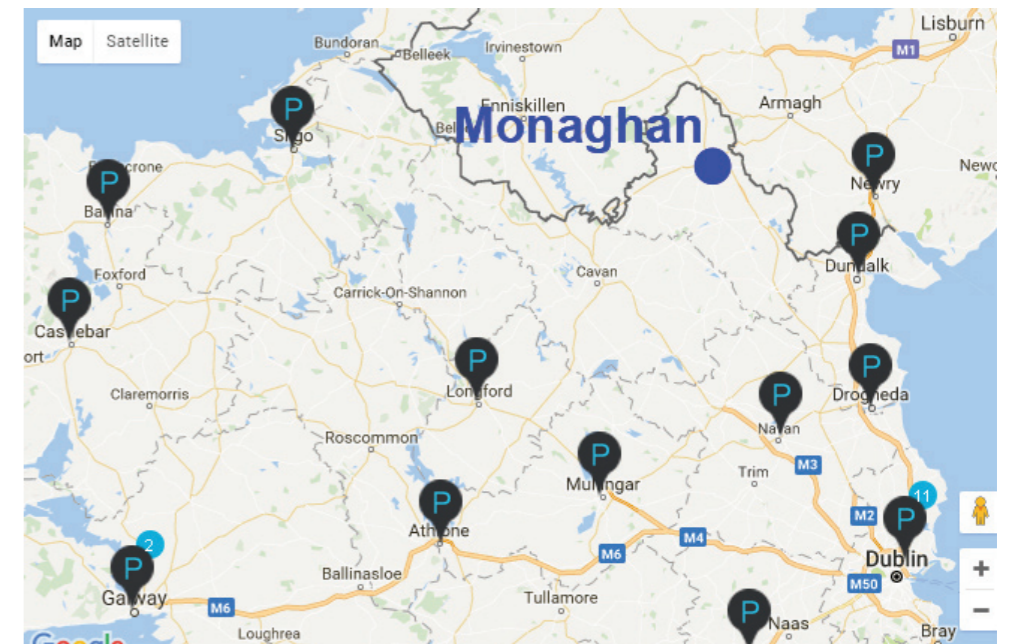 Map Satellite
Bundoran
Belleek
Irvinestown
Lisburn
M1
P
Sligo
Enniskillen
Monaghan
Armagh
P
Newry
P
Ballina
P
Dundalk
Foxford
Cavan
Carrick-On-Shannon
P
Castlebar
ort
Claremorris
P
Longford
P
Navan
P
Drogheda
Roscommon
P
Mullingar
Trim
M3
P
Athlone
11
P
M2
Dublin
M4
M6
M50
2
P
Galway
M6
Ballinasloe
Tullamore
P
Naas
Loughrea
Bray
Google
+
−